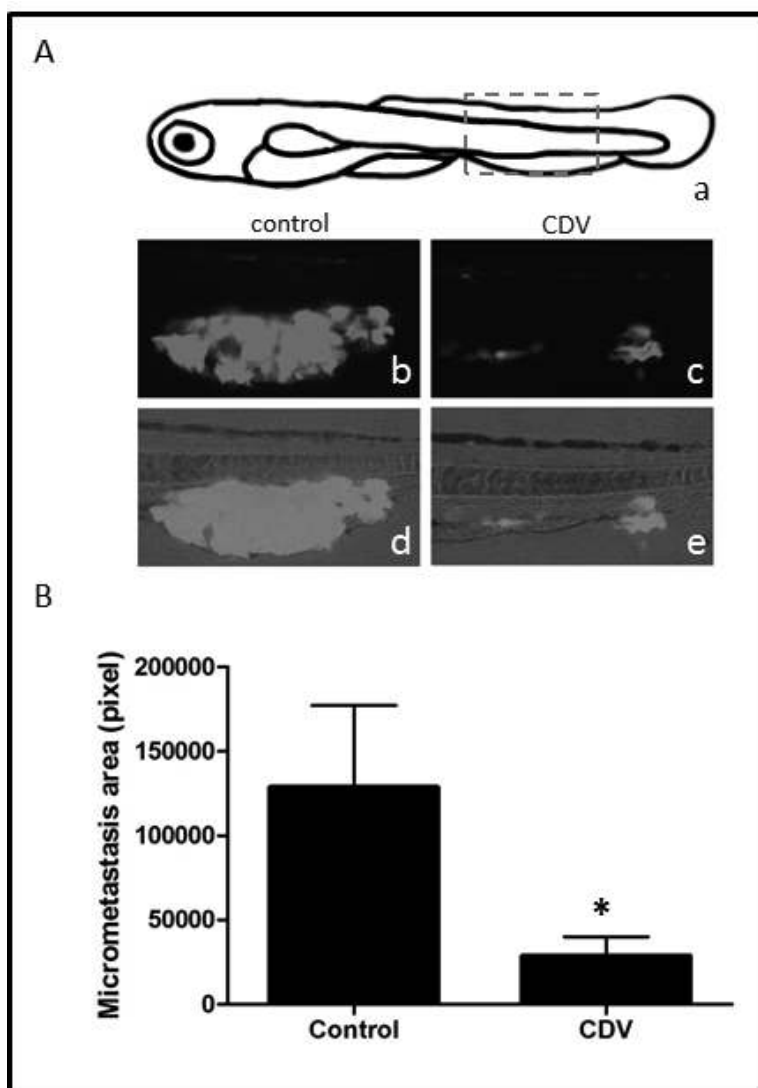 A
a
control CDV
b c
d e
B
Micrometastasis area (pixel)
200000
150000
100000
50000
0
*
Control CDV